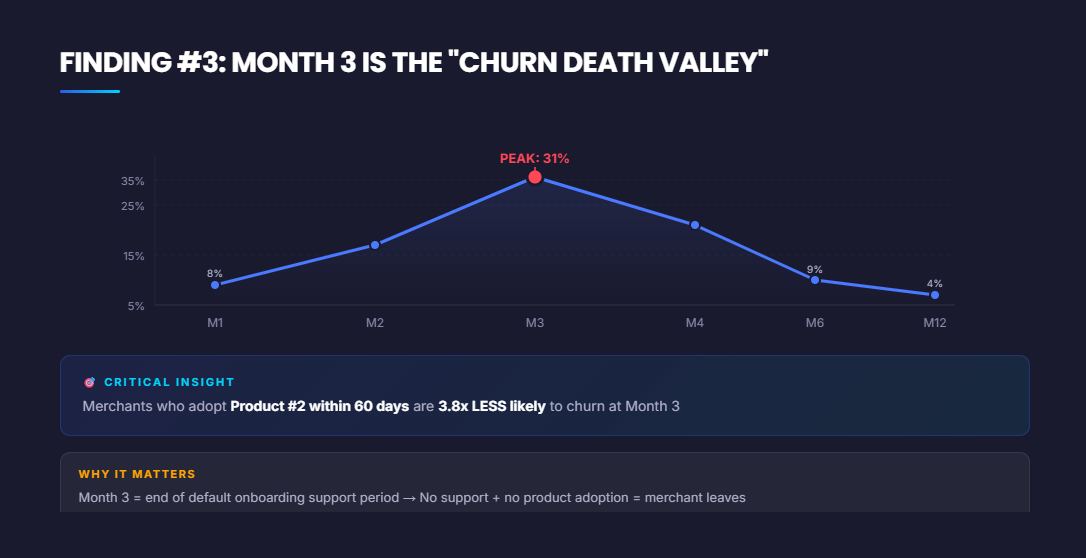 FINDING #3: MONTH 3 IS THE "CHURN DEATH VALLEY"
PEAK: 31%
35%
25%
15%
5%
8%
9%
4%
M1 M2 M3 M4 M6 M12
🎯 CRITICAL INSIGHT
Merchants who adopt Product #2 within 60 days are 3.8x LESS likely to churn at Month 3
WHY IT MATTERS
Month 3 = end of default onboarding support period → No support + no product adoption = merchant leaves